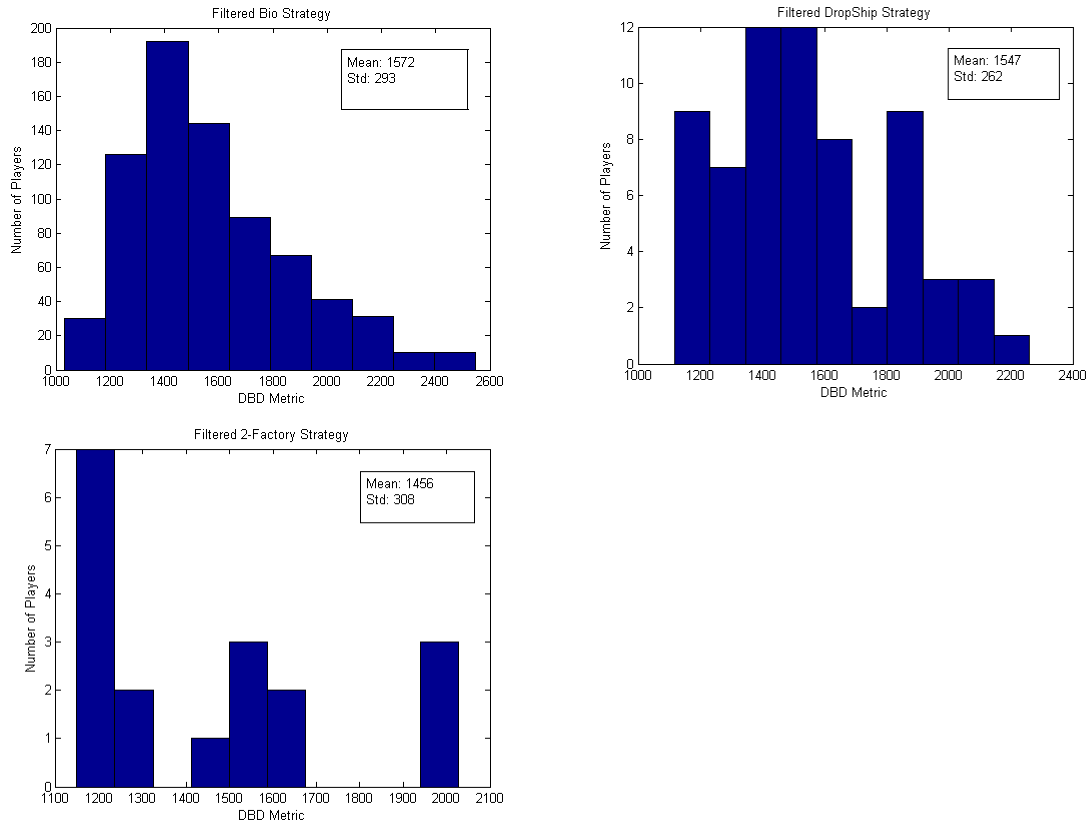 Filtered Bio Strategy
Mean: 1572
Std: 293
200
180
160
140
120
100
80
60
40
20
0
Number of Players
1000 1200 1400 1600 1800 2000 2200 2400 2600
DBD Metric
Filtered DropShip Strategy
Mean: 1547
Std: 262
12
10
8
6
4
2
0
Number of Players
1000 1200 1400 1600 1800 2000 2200 2400
DBD Metric
Filtered 2-Factory Strategy
Mean: 1456
Std: 308
7
6
5
4
3
2
1
0
Number of Players
1100 1200 1300 1400 1500 1600 1700 1800 1900 2000 2100
DBD Metric